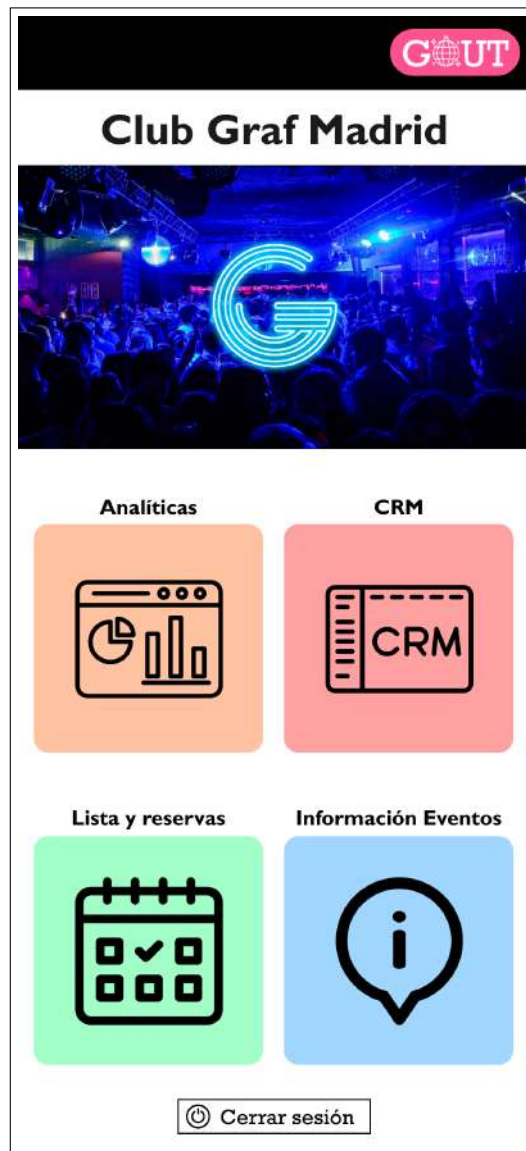 GOUT
Club Graf Madrid
G
Analíticas
CRM
CRM
Lista y reservas
Información Eventos
i
Cerrar sesión